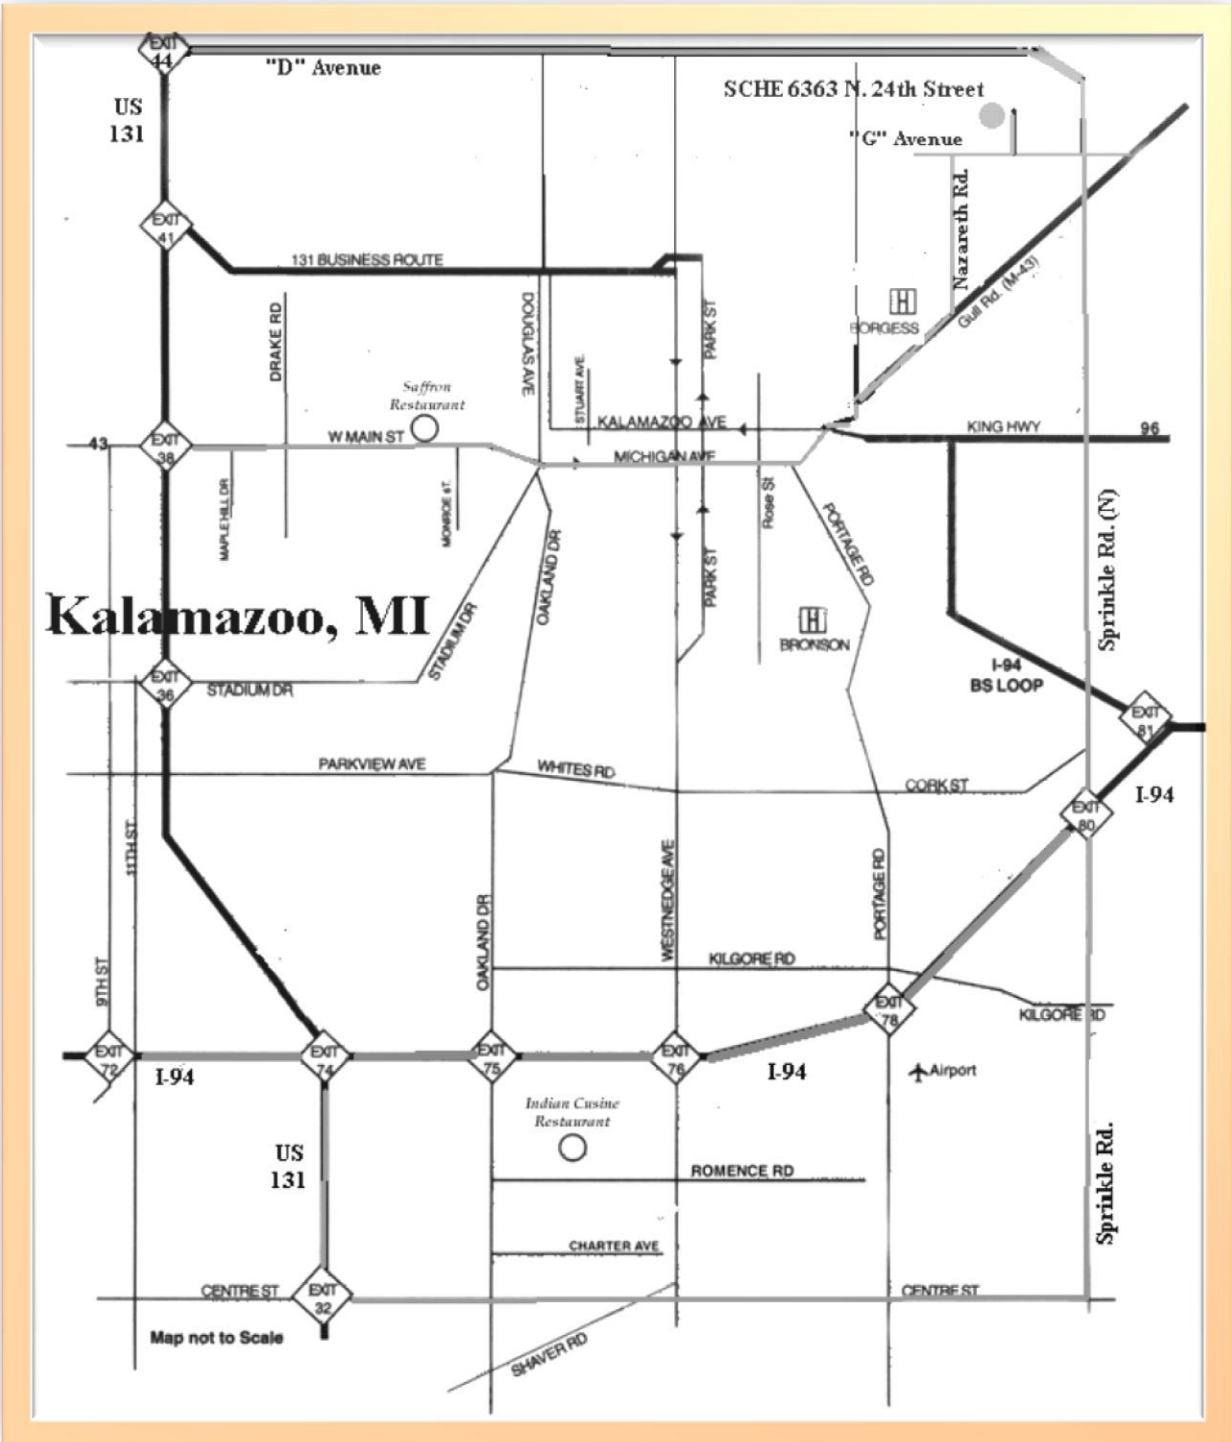 EXIT
44
"D" Avenue
US
131
SCHE 6363 N. 24th Street
"G" Avenue
Nazareth Rd.
EXIT
41
131 BUSINESS ROUTE
DRAKE RD
DOUGLAS AVE
STUART AVE.
PARK ST
H
BORGESS
Gull Rd. (M-43)
Saffron
Restaurant
KALAMAZOO AVE
KING HWY
96
43
EXIT
38
W MAIN ST
MICHIGAN AVE
MAPLE HILL DR
MONROE ST.
Rose St
PORTAGE RD
Sprinkle Rd. (N)
OAKLAND DR
PARK ST
Kalamazoo, MI
STADIUM DR
H
BRONSON
I-94
BS LOOP
EXIT
36
STADIUM DR
EXIT
81
PARKVIEW AVE
WHITES RD
CORK ST
I-94
EXIT
80
11TH ST
WESTNEDGE AVE
PORTAGE RD
OAKLAND DR
9TH ST
KILGORE RD
KILGORE RD
EXIT
78
EXIT
72
I-94
EXIT
74
EXIT
75
EXIT
76
I-94
Airport
Indian Cusine
Restaurant
US
131
ROMENCE RD
Sprinkle Rd.
CHARTER AVE
CENTRE ST
EXIT
32
CENTRE ST
Map not to Scale
SHAVER RD